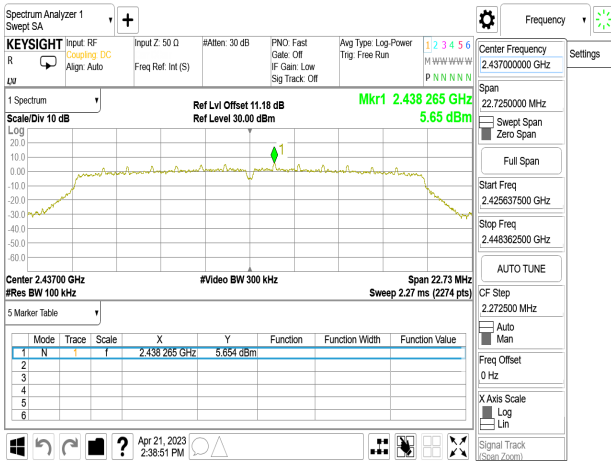 Spectrum Analyzer 1
Swept SA
+
Frequency
KEYSIGHT
R
LXI
Input: RF
Coupling: DC
Align: Auto
Input Z: 50 Ω
Freq Ref: Int (S)
#Atten: 30 dB
PNO: Fast
Gate: Off
IF Gain: Low
Sig Track: Off
Avg Type: Log-Power
Trig: Free Run
1 2 3 4 5 6
M W W W W W
P N N N N N
1 Spectrum
Scale/Div 10 dB
Ref Lvl Offset 11.18 dB
Ref Level 30.00 dBm
Mkr1 2.438 265 GHz
5.65 dBm
Log
20.0
10.0
0.00
-10.0
-20.0
-30.0
-40.0
-50.0
-60.0
1
Center 2.43700 GHz
#Res BW 100 kHz
#Video BW 300 kHz
Span 22.73 MHz
Sweep 2.27 ms (2274 pts)
5 Marker Table
Mode Trace Scale X Y Function Function Width Function Value
1 N 1 f 2.438 265 GHz 5.654 dBm
2
3
4
5
6
Apr 21, 2023
2:38:51 PM
?
Center Frequency
2.437000000 GHz
Settings
Span
22.7250000 MHz
Swept Span
Zero Span
Full Span
Start Freq
2.425637500 GHz
Stop Freq
2.448362500 GHz
AUTO TUNE
CF Step
2.272500 MHz
Auto
Man
Freq Offset
0 Hz
X Axis Scale
Log
Lin
Signal Track
(Span Zoom)